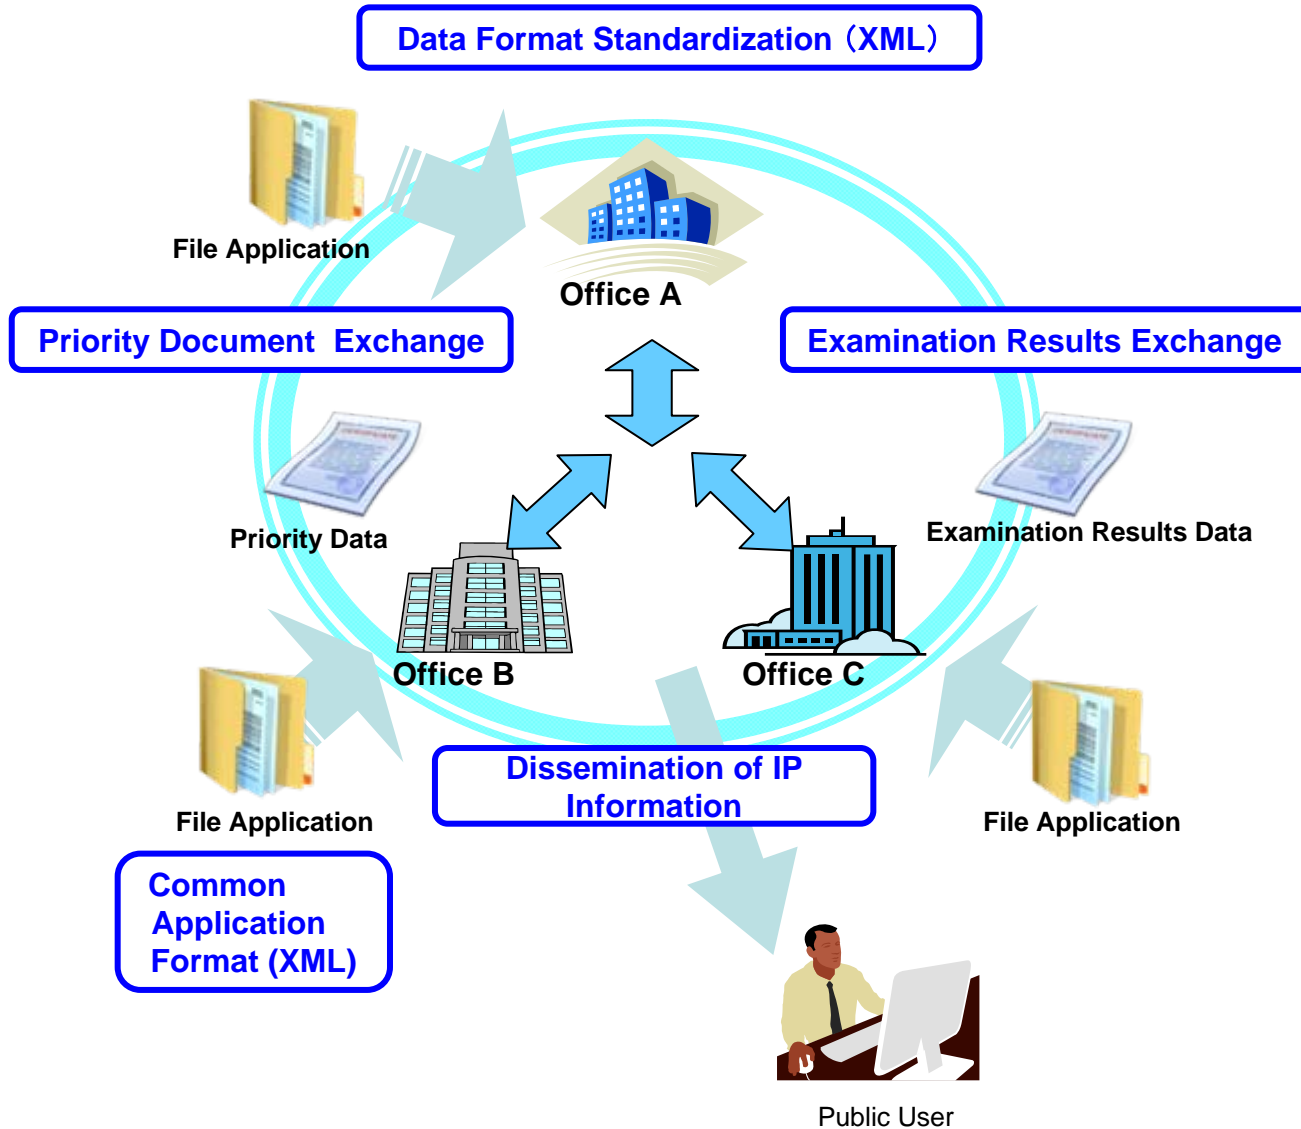 Data Format Standardization（XML）
File Application
Office A
Priority Document Exchange
Examination Results Exchange
Priority Data
Examination Results Data
Office B
Office C
Dissemination of IP
Information
File Application
File Application
Common
Application
Format (XML)
Public User